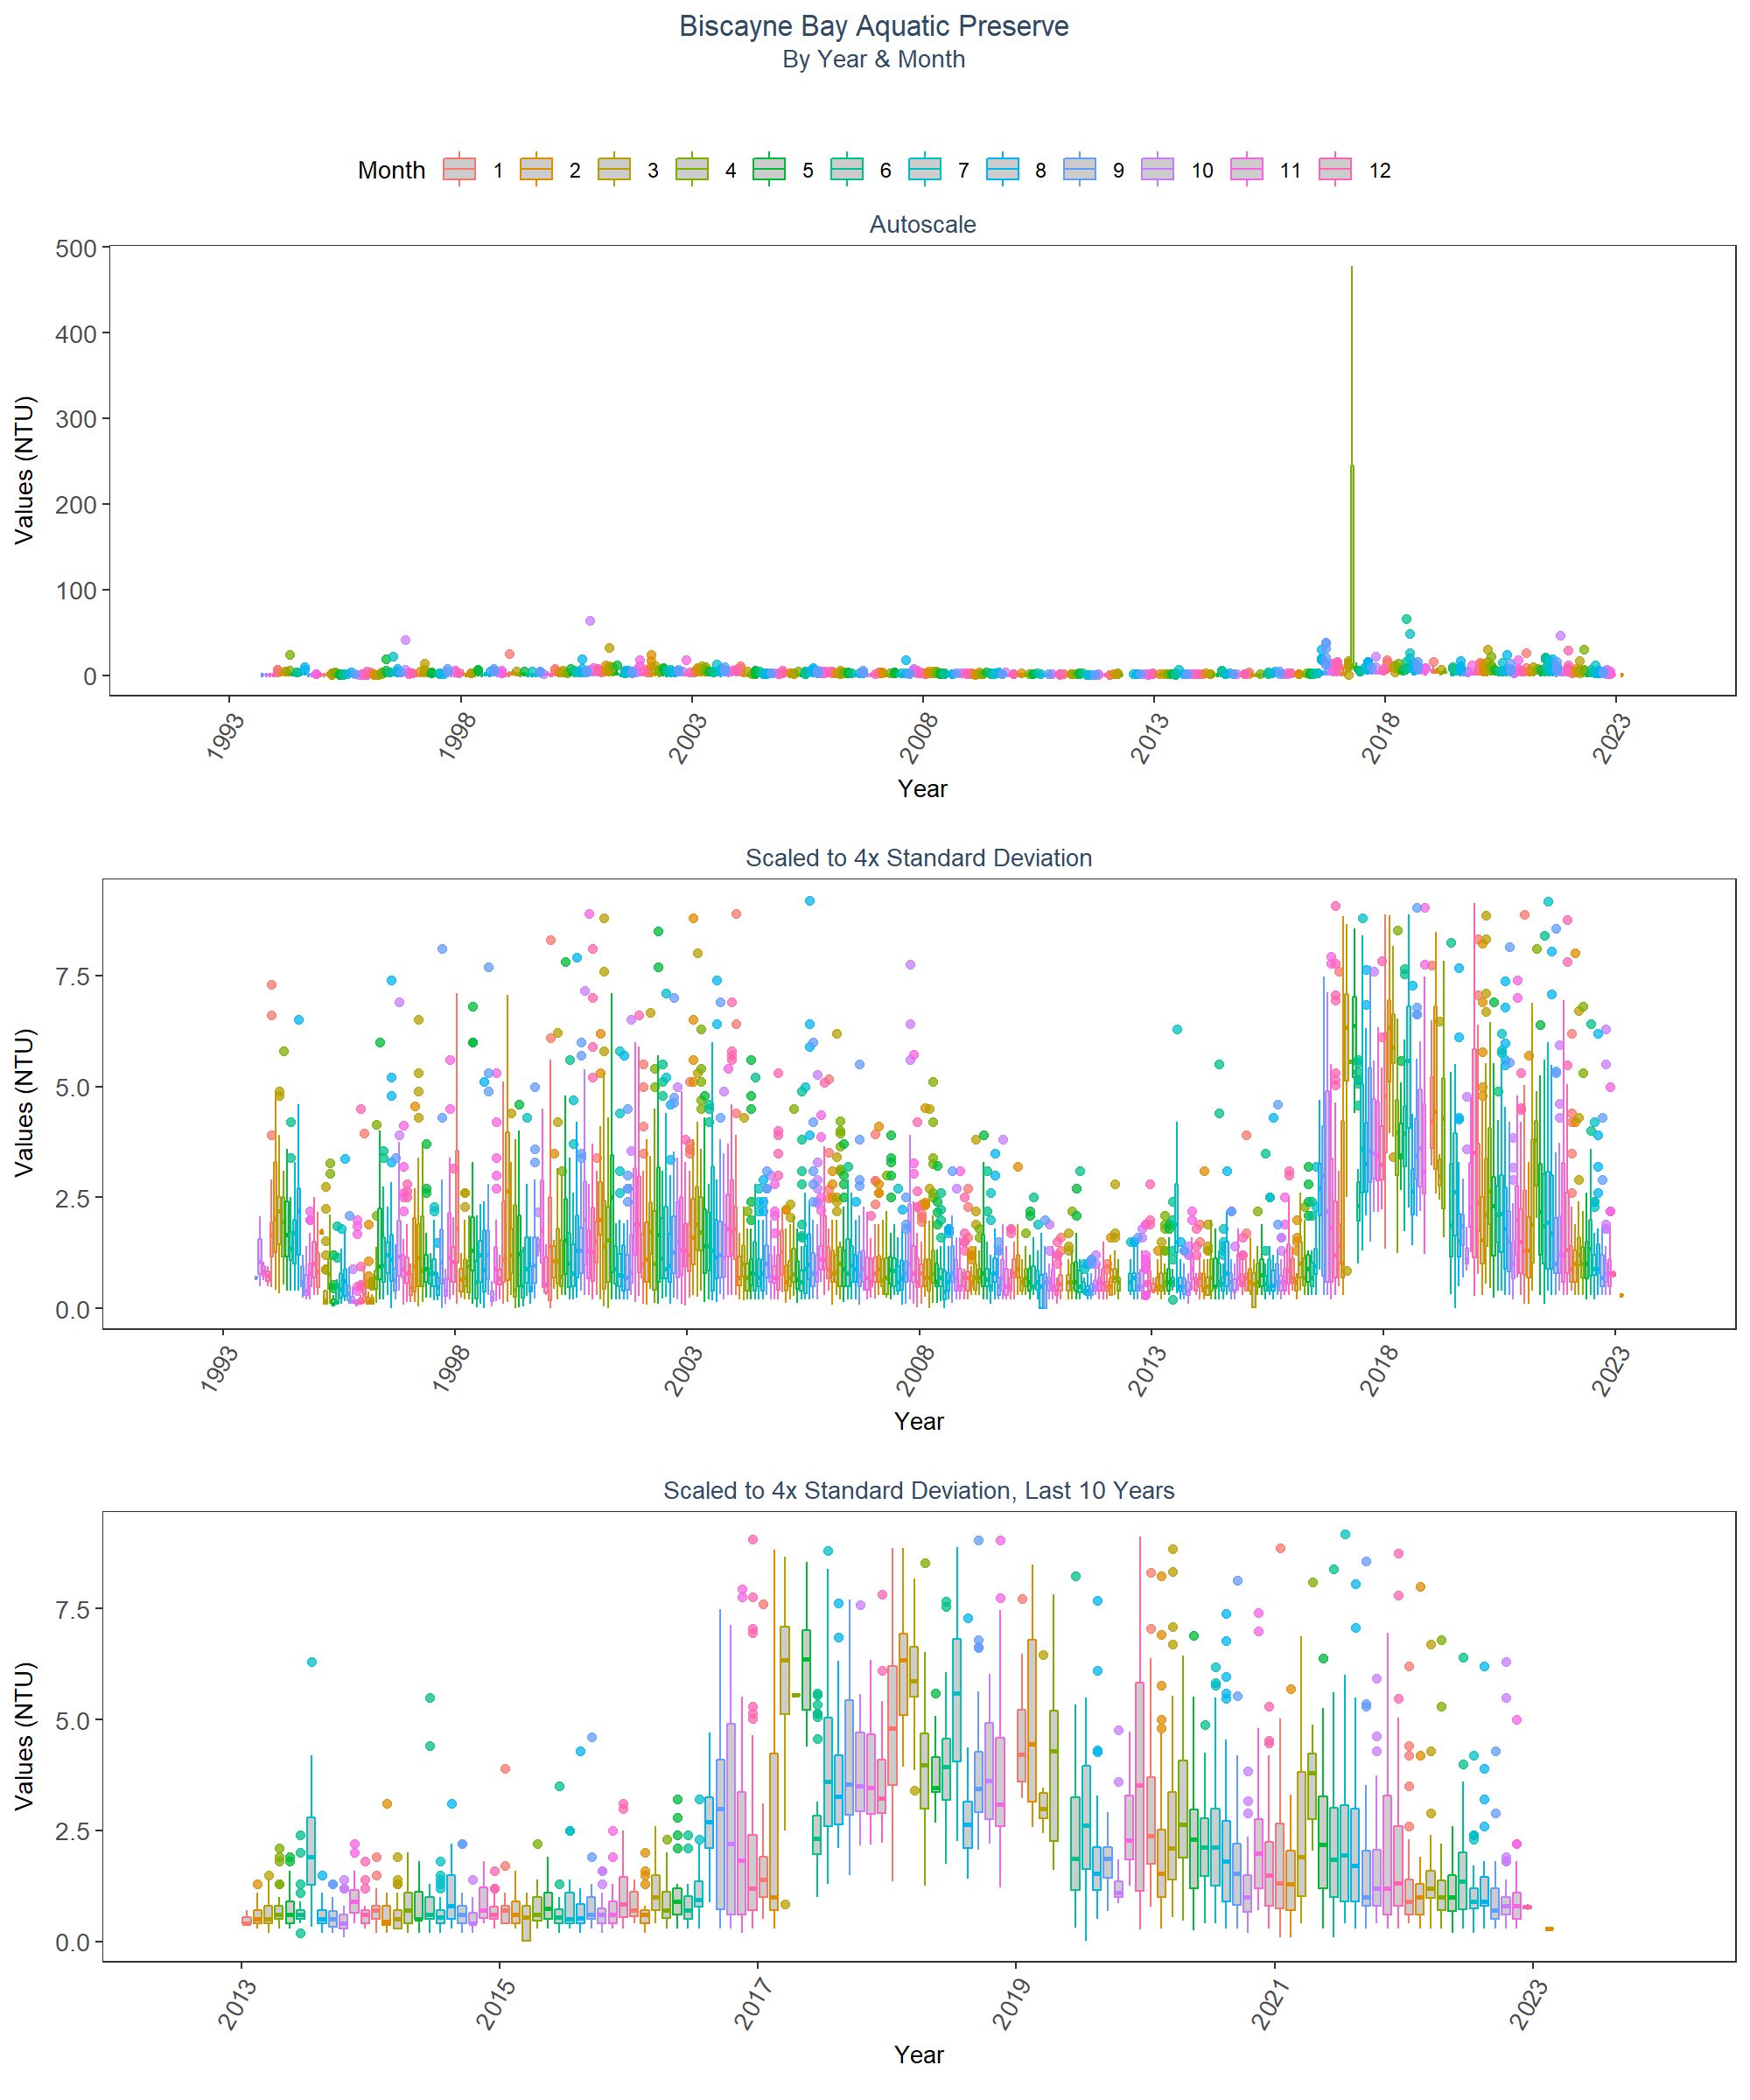 Biscayne Bay Aquatic Preserve
By Year & Month
Month 1 2 3 4 5 6 7 8 9 10 11 12
Autoscale
Values (NTU)
500
400
300
200
100
0
1993 1998 2003 2008 2013 2018 2023
Year
Scaled to 4x Standard Deviation
Values (NTU)
7.5
5.0
2.5
0.0
1993 1998 2003 2008 2013 2018 2023
Year
Scaled to 4x Standard Deviation, Last 10 Years
Values (NTU)
7.5
5.0
2.5
0.0
2013 2015 2017 2019 2021 2023
Year